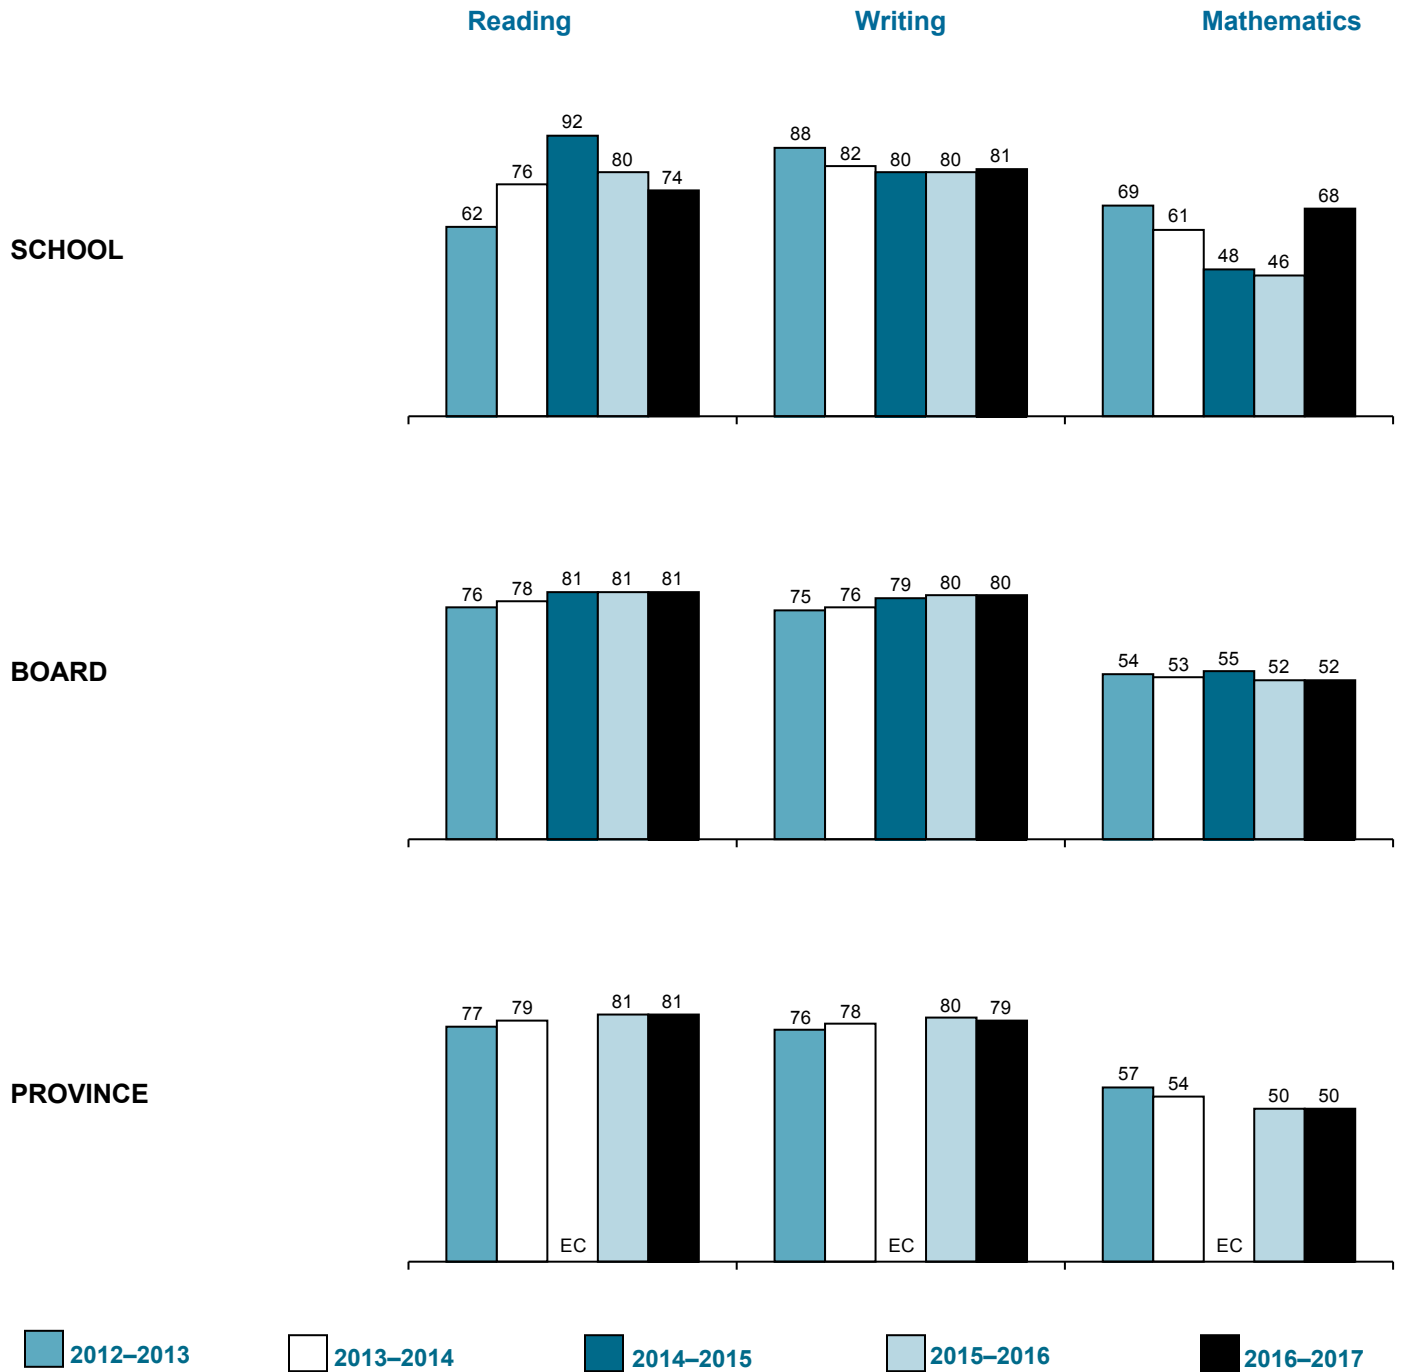 Reading Writing Mathematics
SCHOOL
62 76 92 80 74
88 82 80 80 81
69 61 48 46 68
BOARD
76 78 81 81 81
75 76 79 80 80
54 53 55 52 52
PROVINCE
77 79 EC 81 81
76 78 EC 80 79
57 54 EC 50 50
2012–2013 2013–2014 2014–2015 2015–2016 2016–2017